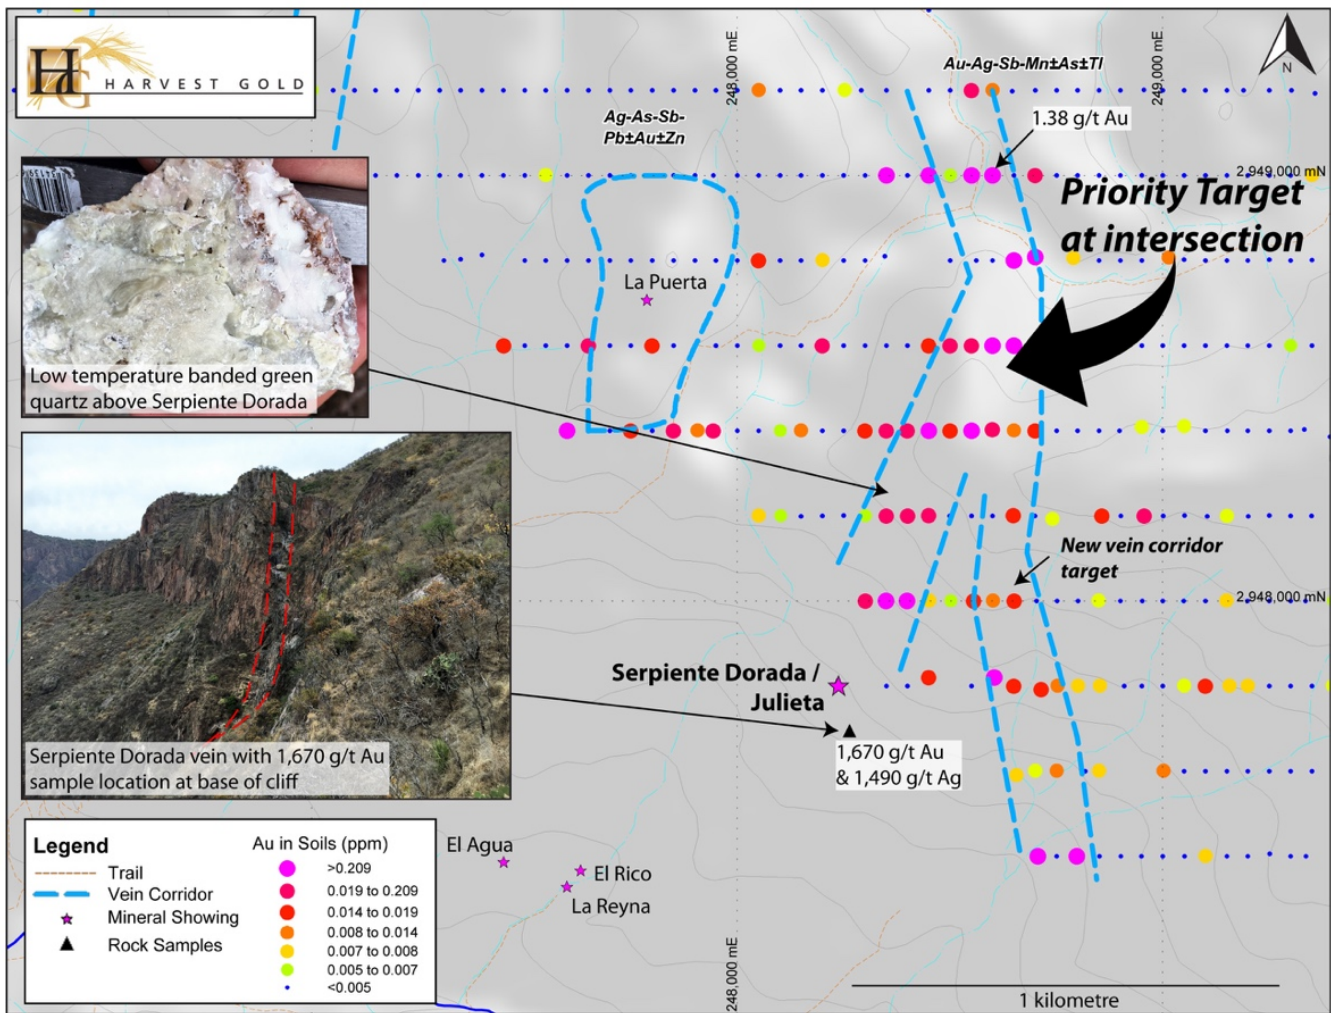 HG HARVEST GOLD
248,000 mE
249,000 mE
N
Au-Ag-Sb-Mn±As±Tl
Ag-As-Sb-
Pb±Au±Zn
1.38 g/t Au
2,949,000 mN
Priority Target
at intersection
La Puerta
Low temperature banded green
quartz above Serpiente Dorada
New vein corridor
target
2,948,000 mN
Serpiente Dorada /
Julieta
1,670 g/t Au
& 1,490 g/t Ag
Serpiente Dorada vein with 1,670 g/t Au
sample location at base of cliff
El Agua
El Rico
La Reyna
Legend
Trail
Vein Corridor
Mineral Showing
Rock Samples
Au in Soils (ppm)
>0.209
0.019 to 0.209
0.014 to 0.019
0.008 to 0.014
0.007 to 0.008
0.005 to 0.007
<0.005
248,000 mE
1 kilometre